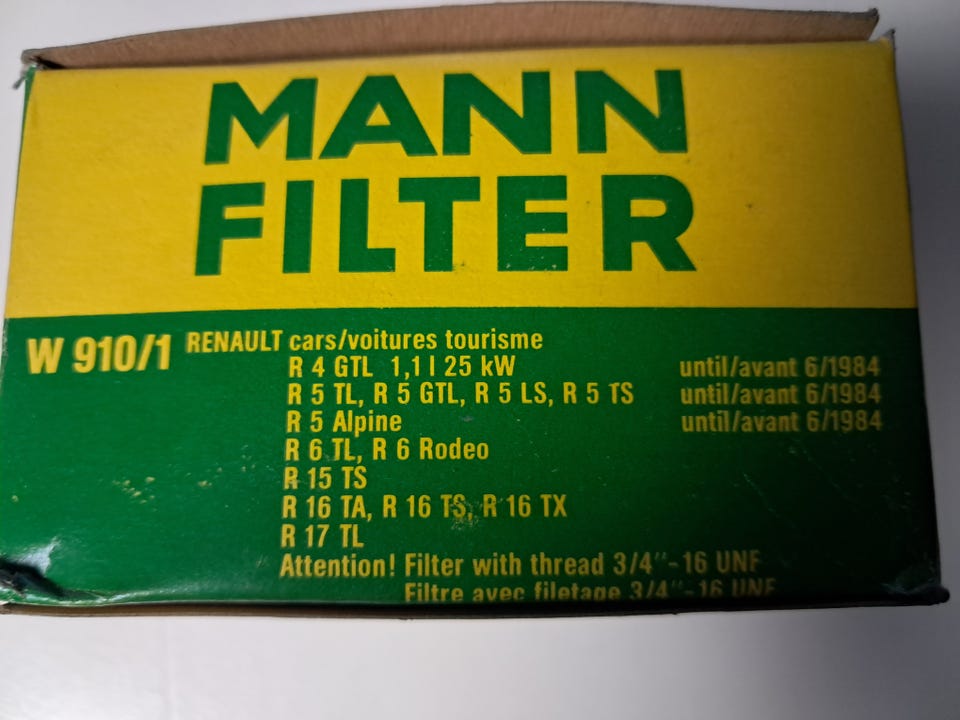 MANN
FILTER
W 910/1 RENAULT cars/voitures tourisme
R 4 GTL 1,1 l 25 kW until/avant 6/1984
R 5 TL, R 5 GTL, R 5 LS, R 5 TS until/avant 6/1984
R 5 Alpine until/avant 6/1984
R 6 TL, R 6 Rodeo
R 15 TS
R 16 TA, R 16 TS, R 16 TX
R 17 TL
Attention! Filter with thread 3/4″-16 UNF
Filtre avec filetage 3/4″-16 UNF